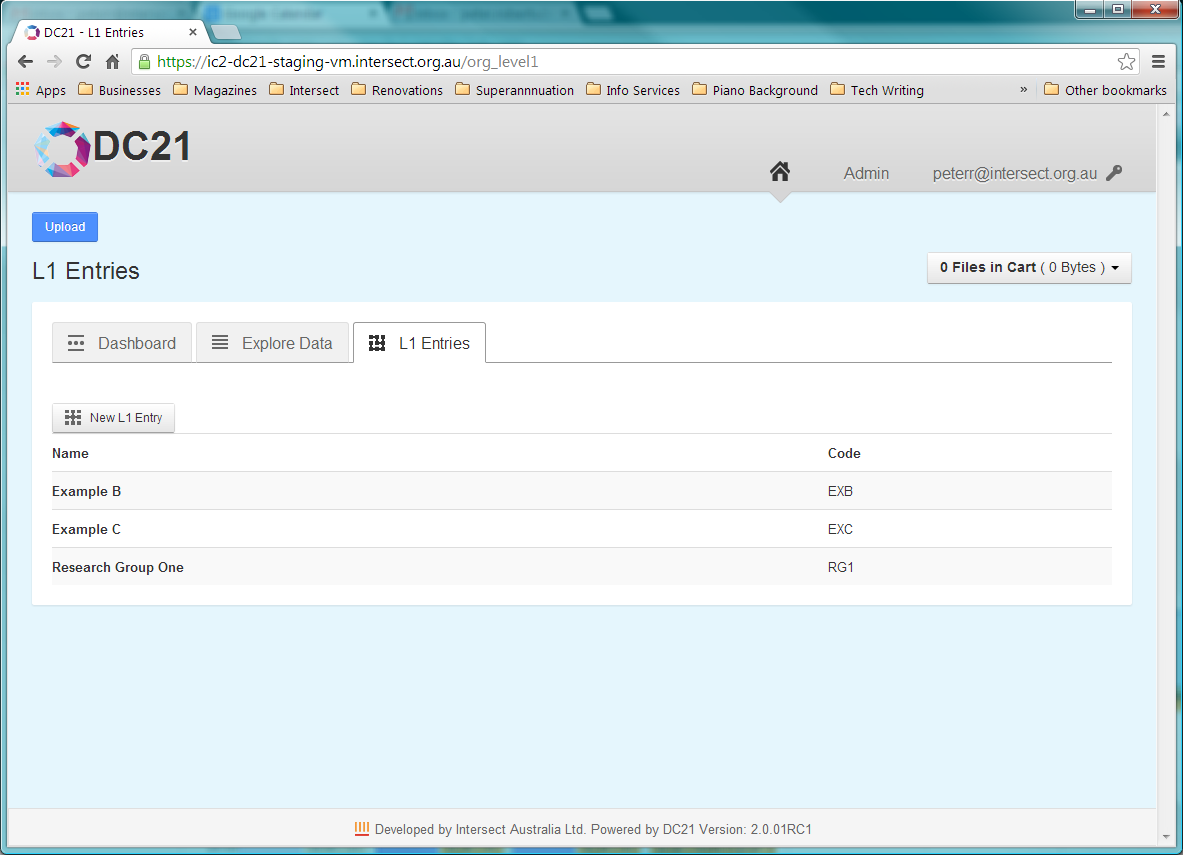 DC21 - L1 Entries
https://ic2-dc21-staging-vm.intersect.org.au/org_level1
Apps Businesses Magazines Intersect Renovations Superannnuation Info Services Piano Background Tech Writing » Other bookmarks
DC21
Admin peterr@intersect.org.au
Upload
L1 Entries
0 Files in Cart ( 0 Bytes )
Dashboard Explore Data L1 Entries
New L1 Entry
Name Code
Example B EXB
Example C EXC
Research Group One RG1
Developed by Intersect Australia Ltd. Powered by DC21 Version: 2.0.01RC1